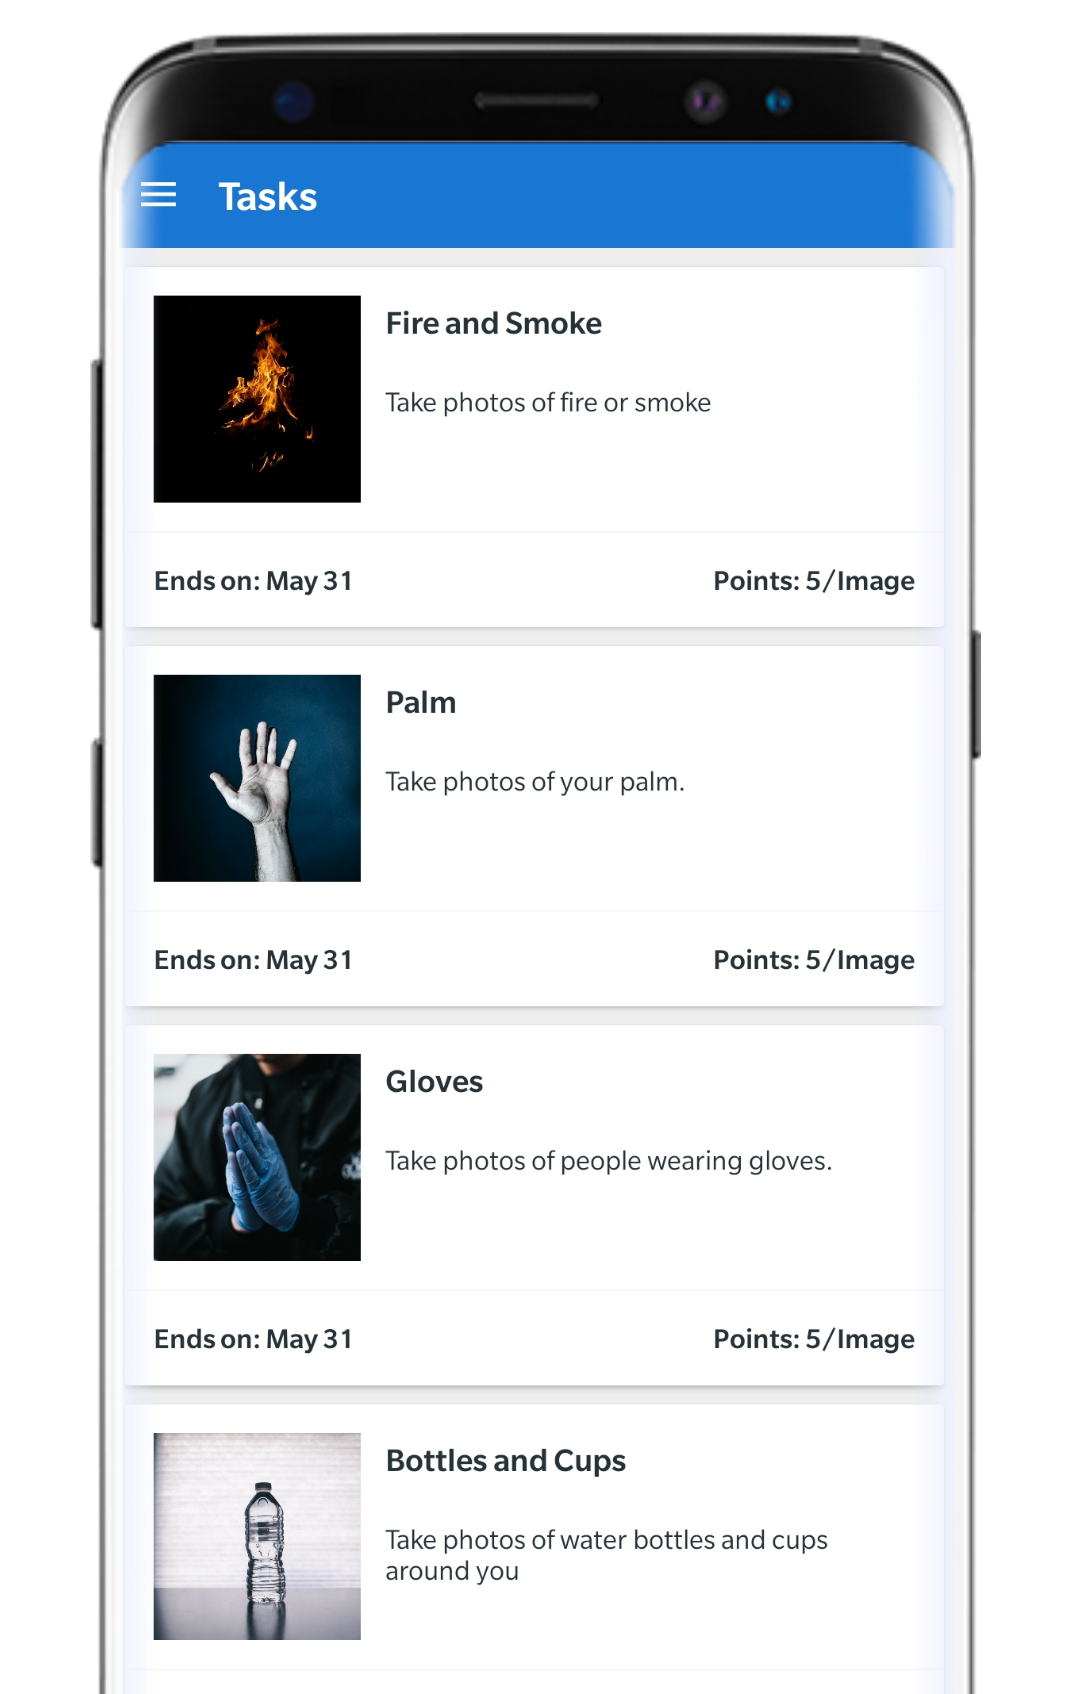 Tasks
Fire and Smoke
Take photos of fire or smoke
Ends on: May 31
Points: 5/Image
Palm
Take photos of your palm.
Ends on: May 31
Points: 5/Image
Gloves
Take photos of people wearing gloves.
Ends on: May 31
Points: 5/Image
Bottles and Cups
Take photos of water bottles and cups
around you